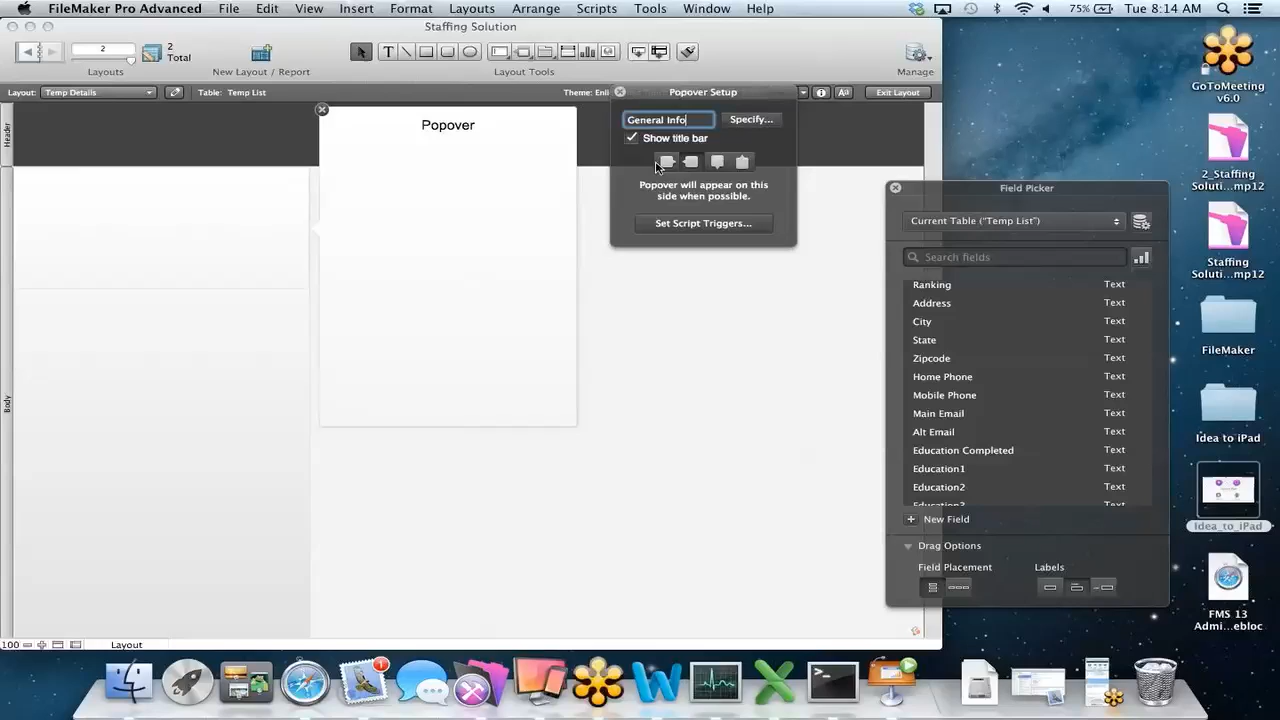 FileMaker Pro Advanced File Edit View Insert Format Layouts Arrange Scripts Tools Window Help 75% Tue 8:14 AM
Staffing Solution
2
2
Total
Layouts New Layout / Report Layout Tools Manage
Layout: Temp Details Table: Temp List Theme: Enli Aa Exit Layout
Popover Setup
General Info Specify...
Show title bar
Popover will appear on this
side when possible.
Set Script Triggers...
Header
Popover
Body
Field Picker
Current Table ("Temp List")
Search fields
Ranking Text
Address Text
City Text
State Text
Zipcode Text
Home Phone Text
Mobile Phone Text
Main Email Text
Alt Email Text
Education Completed Text
Education1 Text
Education2 Text
Education3 Text
New Field
Drag Options
Field Placement Labels
100 Layout
GoToMeeting
v6.0
2_Staffing
Soluti...mp12
Staffing
Soluti...mp12
FileMaker
Idea to iPad
Idea_to_iPad
FMS 13
Admi...ebloc
1